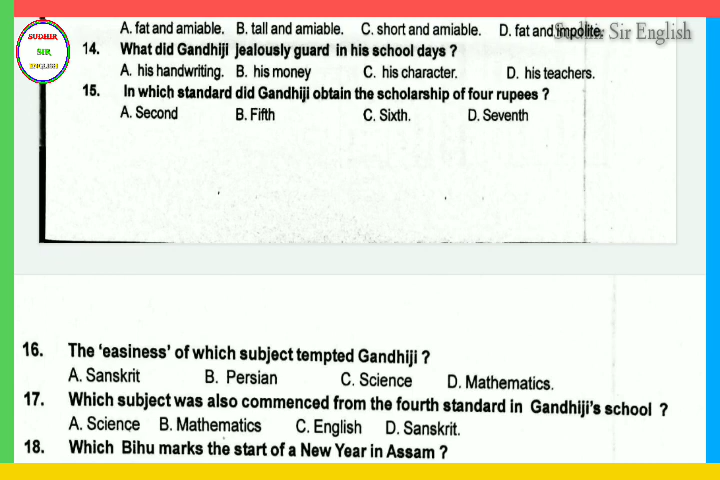 A. fat and amiable. B. tall and amiable. C. short and amiable. D. fat and impolite.
Sudhir Sir English
SUDHIR
SIR
ENGLISH
14. What did Gandhiji jealously guard in his school days ?
A. his handwriting. B. his money C. his character. D. his teachers.
15. In which standard did Gandhiji obtain the scholarship of four rupees ?
A. Second B. Fifth C. Sixth. D. Seventh
16. The ‘easiness’ of which subject tempted Gandhiji ?
A. Sanskrit B. Persian C. Science D. Mathematics.
17. Which subject was also commenced from the fourth standard in Gandhiji’s school ?
A. Science B. Mathematics C. English D. Sanskrit.
18. Which Bihu marks the start of a New Year in Assam ?